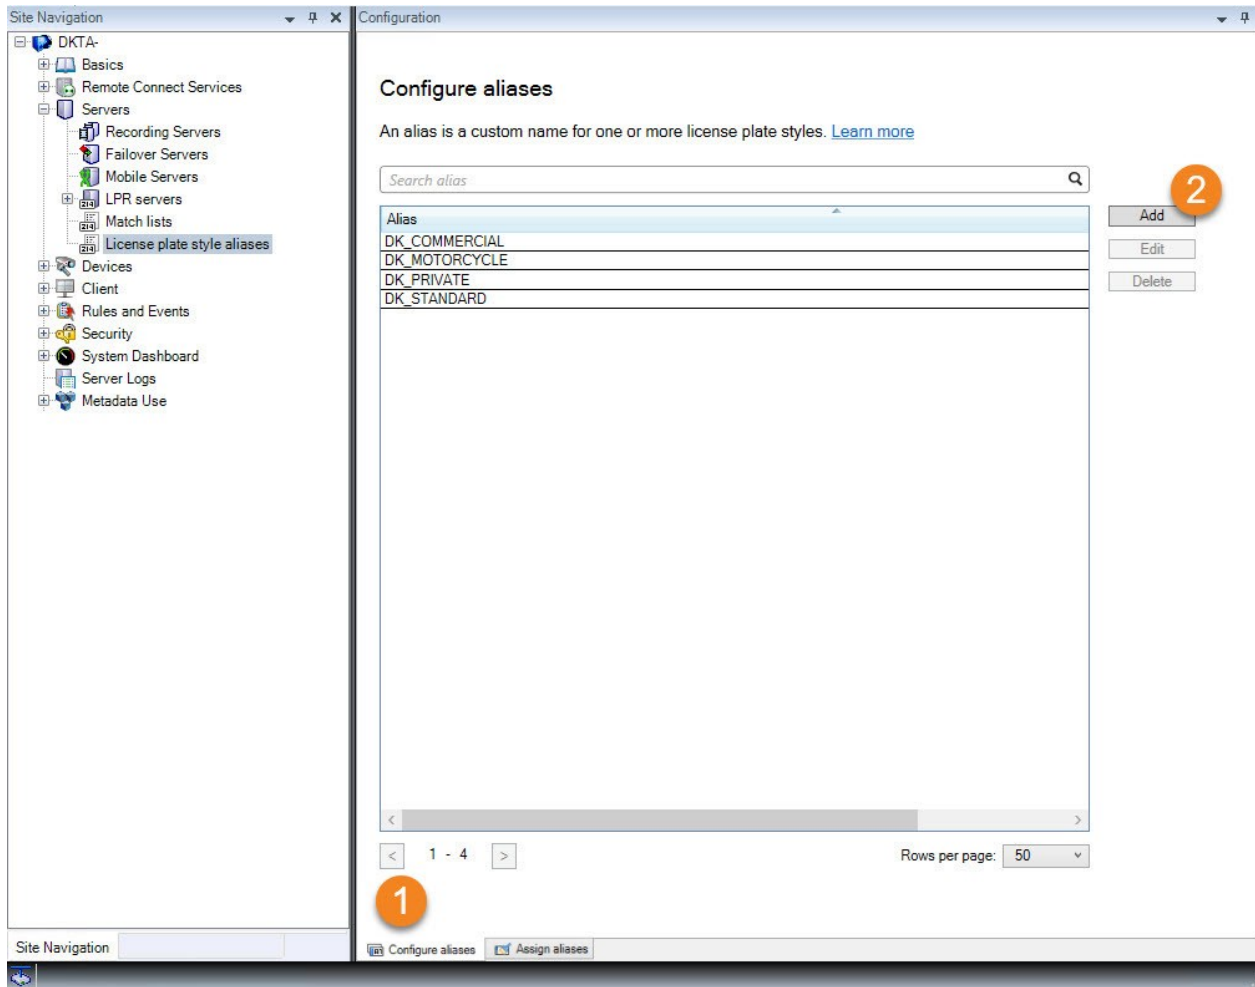 Site Navigation
DKTA-
Basics
Remote Connect Services
Servers
Recording Servers
Failover Servers
Mobile Servers
LPR servers
Match lists
License plate style aliases
Devices
Client
Rules and Events
Security
System Dashboard
Server Logs
Metadata Use
Site Navigation
Configuration
Configure aliases
An alias is a custom name for one or more license plate styles. Learn more
Search alias
2
Alias
Add
DK_COMMERCIAL
Edit
DK_MOTORCYCLE
DK_PRIVATE
Delete
DK_STANDARD
< 1 - 4 >
Rows per page: 50
1
Configure aliases
Assign aliases